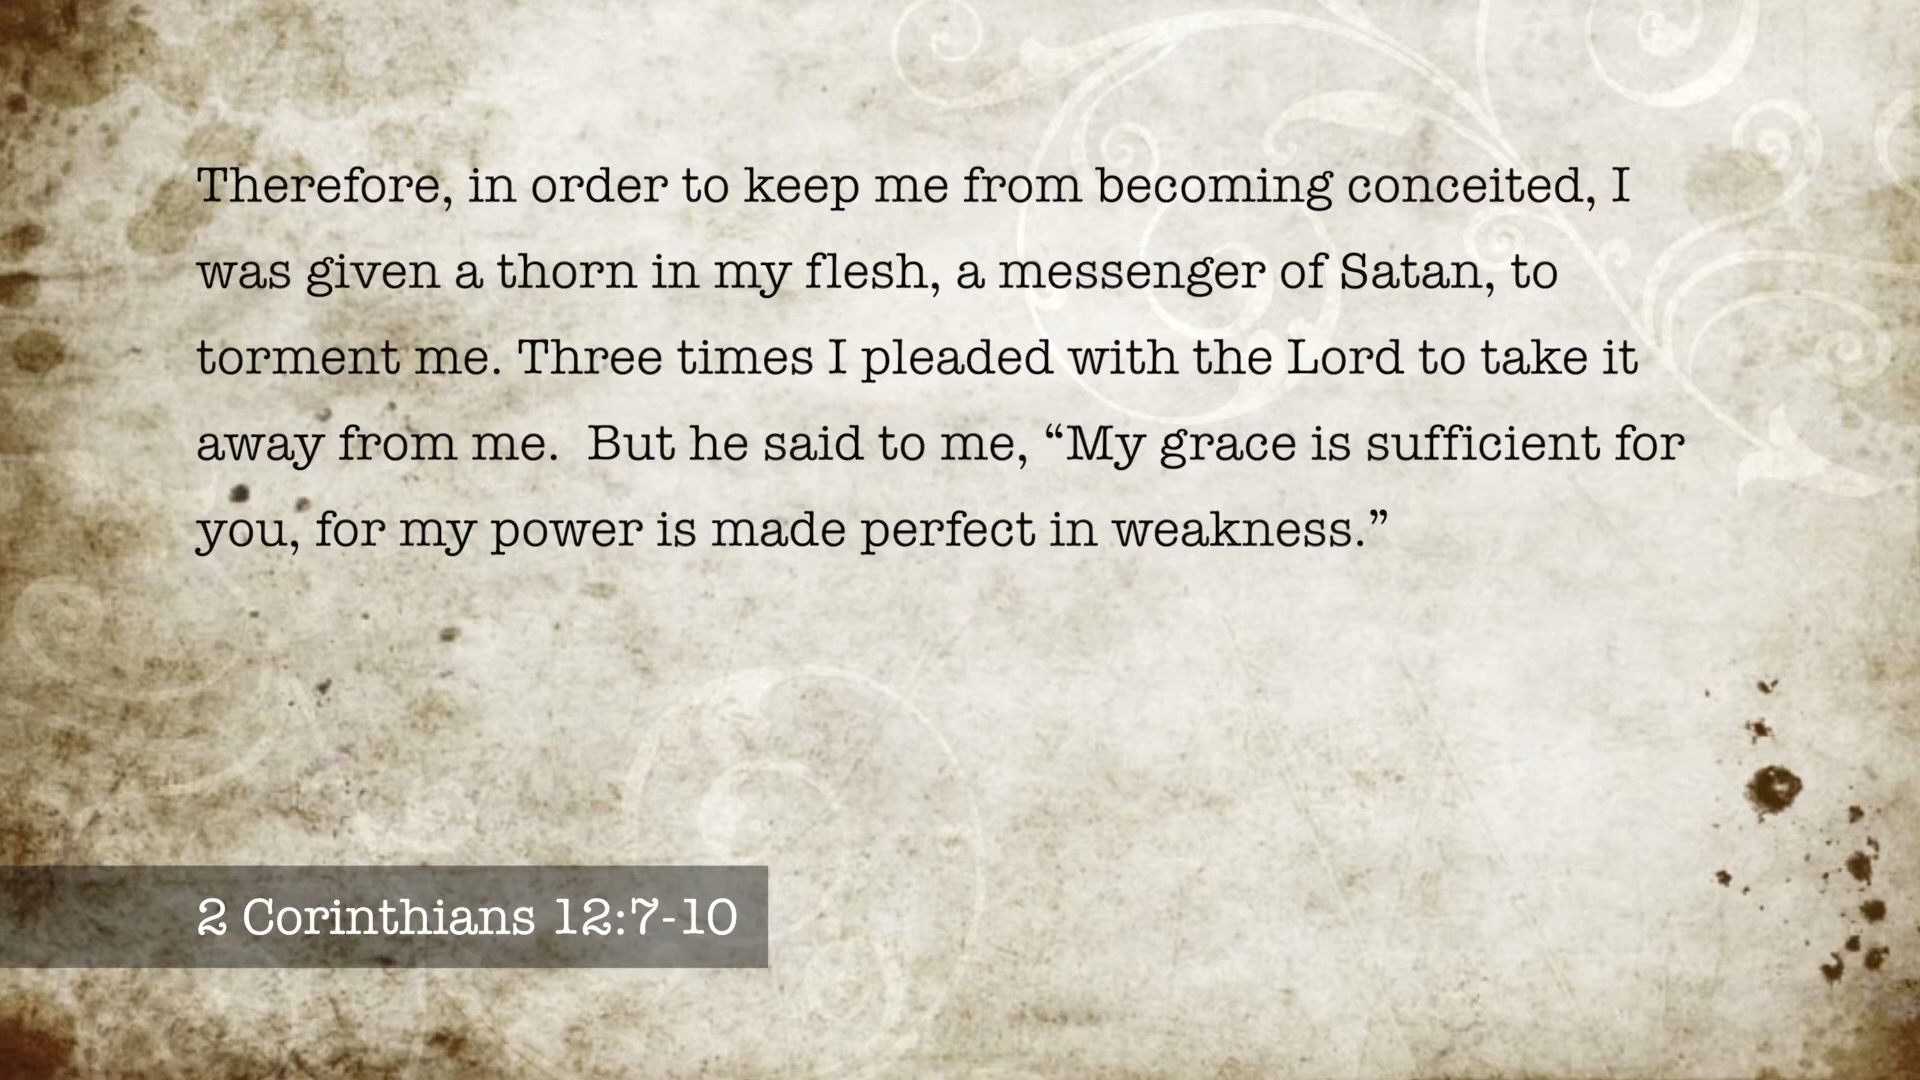 Therefore, in order to keep me from becoming conceited, I
was given a thorn in my flesh, a messenger of Satan, to
torment me. Three times I pleaded with the Lord to take it
away from me.  But he said to me, “My grace is sufficient for
you, for my power is made perfect in weakness.”
2 Corinthians 12:7-10